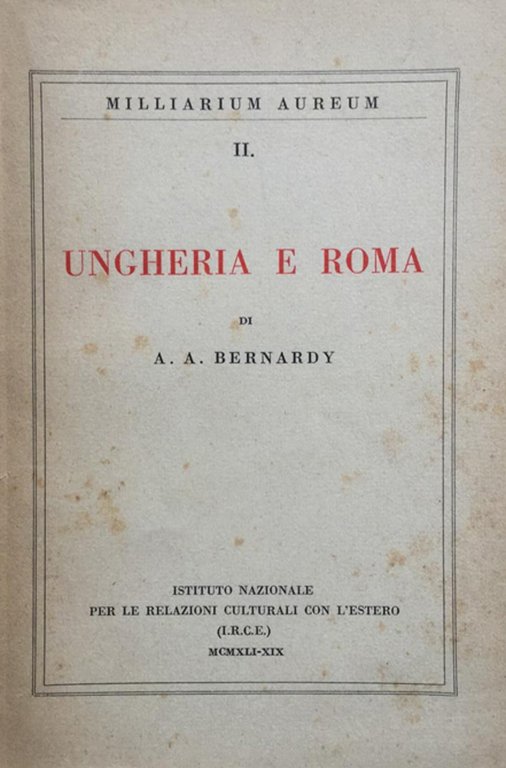 MILLIARIUM AUREUM
II.
UNGHERIA E ROMA
DI
A. A. BERNARDY
ISTITUTO NAZIONALE
PER LE RELAZIONI CULTURALI CON L'ESTERO
(I.R.C.E.)
MCMXLI-XIX